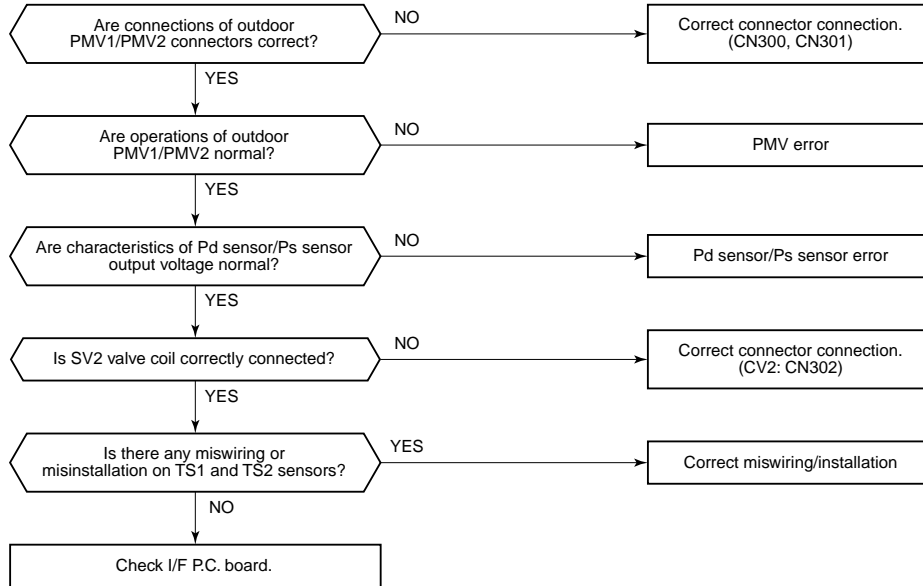 Are connections of outdoor
PMV1/PMV2 connectors correct?
NO
Correct connector connection.
(CN300, CN301)
YES
Are operations of outdoor
PMV1/PMV2 normal?
NO
PMV error
YES
Are characteristics of Pd sensor/Ps sensor
output voltage normal?
NO
Pd sensor/Ps sensor error
YES
Is SV2 valve coil correctly connected?
NO
Correct connector connection.
(CV2: CN302)
YES
Is there any miswiring or
misinstallation on TS1 and TS2 sensors?
YES
Correct miswiring/installation
NO
Check I/F P.C. board.